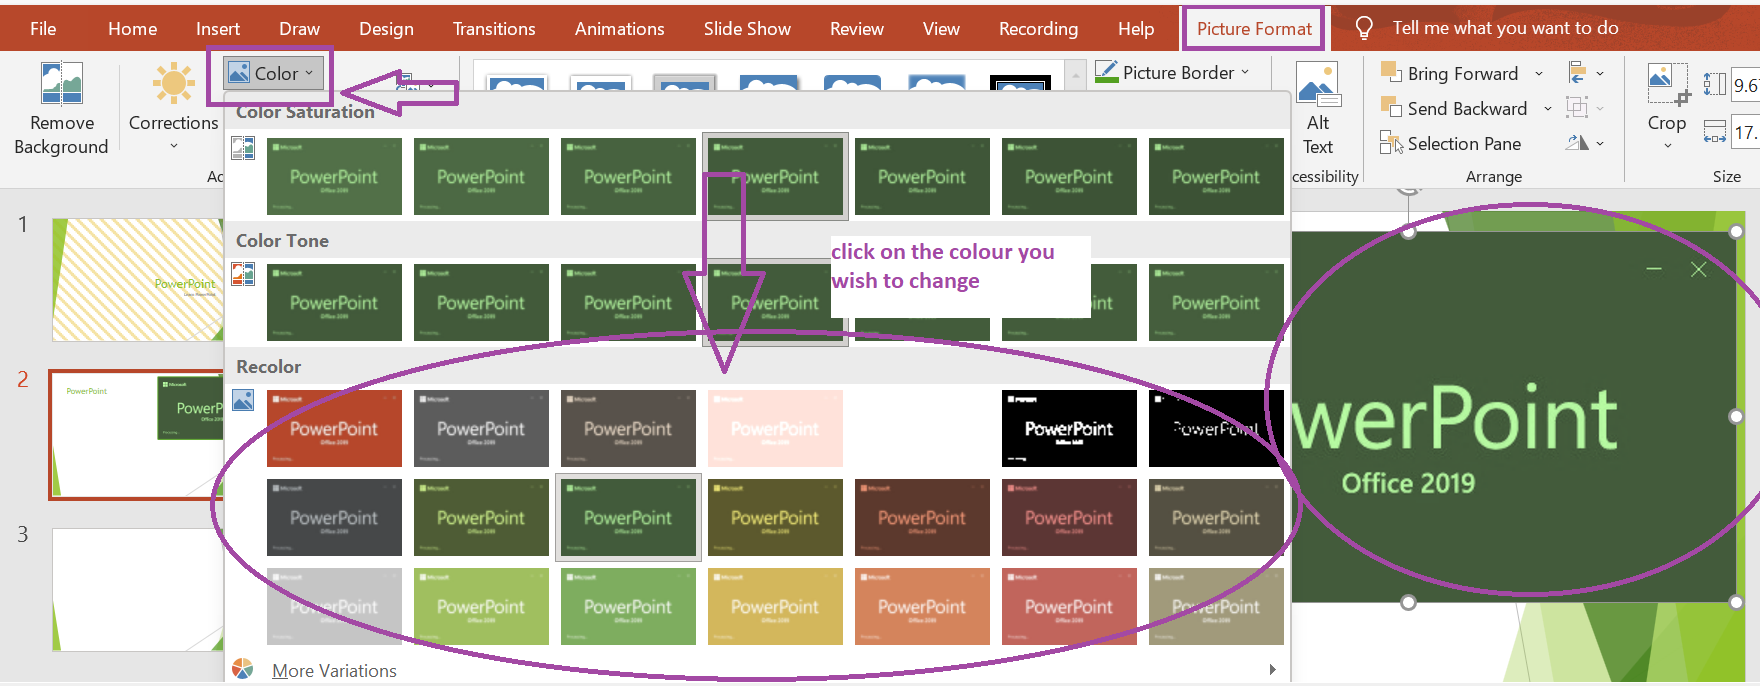 File Home Insert Draw Design Transitions Animations Slide Show Review View Recording Help Picture Format Tell me what you want to do
Remove
Background
Corrections
Color
Picture Border
Alt
Text
Bring Forward
Send Backward
Selection Pane
Crop
9.6
17.
cessibility
Arrange
Size
Color Saturation
PowerPoint PowerPoint PowerPoint PowerPoint PowerPoint PowerPoint PowerPoint
Color Tone
click on the colour you
wish to change
PowerPoint PowerPoint PowerPoint PowerPoint PowerPoint PowerPoint
Recolor
PowerPoint PowerPoint PowerPoint PowerPoint PowerPoint PowerPoint
PowerPoint PowerPoint PowerPoint PowerPoint PowerPoint PowerPoint PowerPoint
PowerPoint PowerPoint PowerPoint PowerPoint PowerPoint PowerPoint PowerPoint
More Variations
1
PowerPoint
2
PowerPoint
Microsoft
PowerP
Office 20
3
werPoint
Office 2019